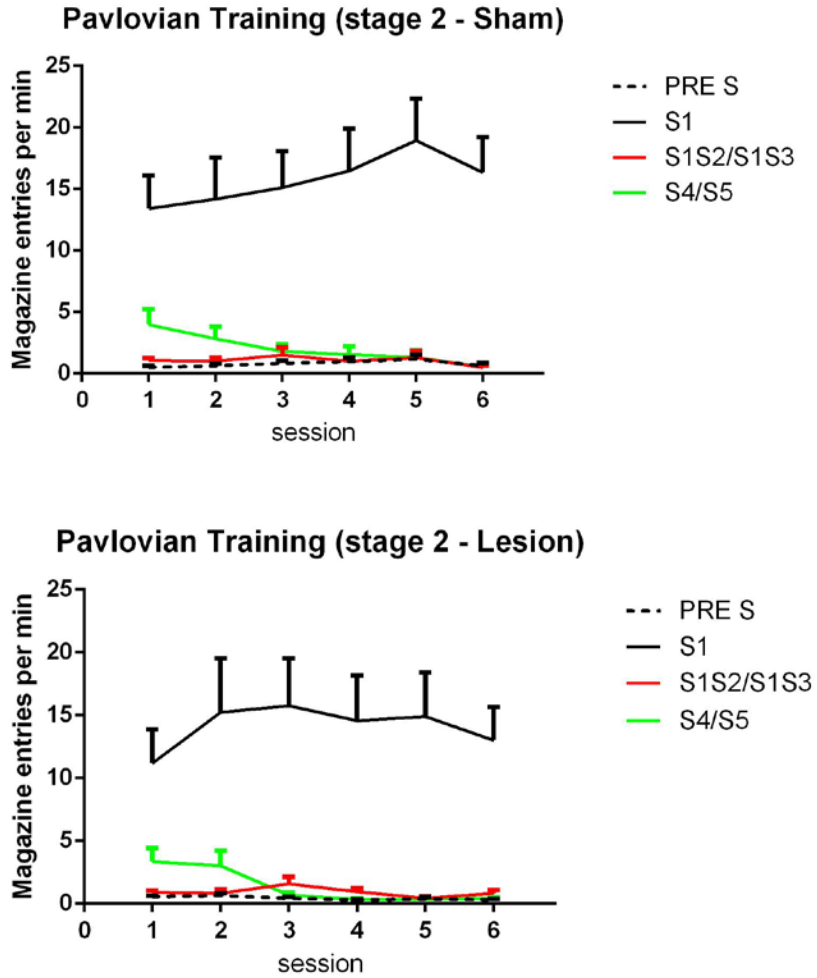 Pavlovian Training (stage 2 - Sham)
Magazine entries per min
25
20
15
10
5
0
0 1 2 3 4 5 6
session
PRE S
S1
S1S2/S1S3
S4/S5
Pavlovian Training (stage 2 - Lesion)
Magazine entries per min
25
20
15
10
5
0
0 1 2 3 4 5 6
session
PRE S
S1
S1S2/S1S3
S4/S5